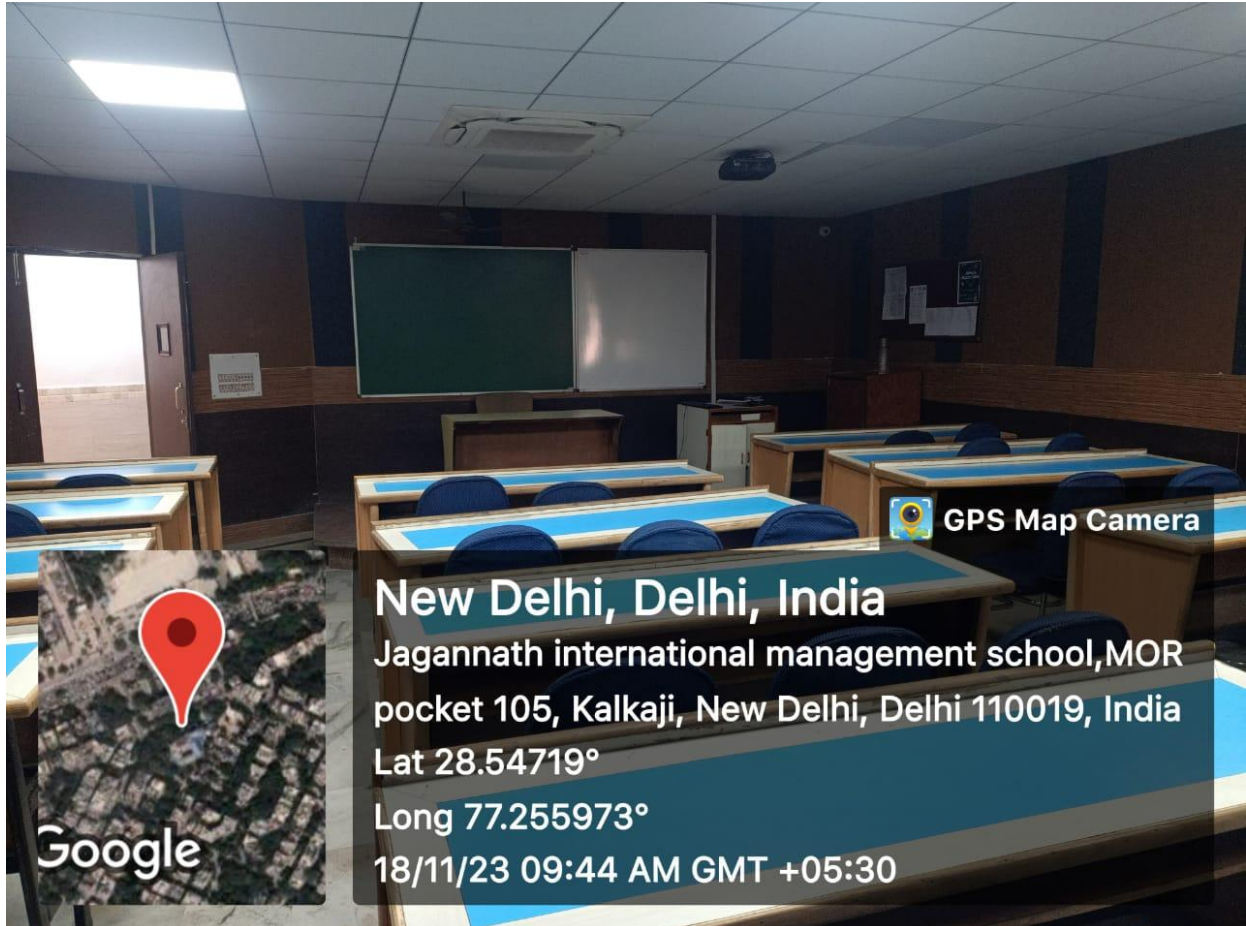 GPS Map Camera
New Delhi, Delhi, India
Jagannath international management school,MOR
pocket 105, Kalkaji, New Delhi, Delhi 110019, India
Lat 28.54719°
Long 77.255973°
18/11/23 09:44 AM GMT +05:30
Google